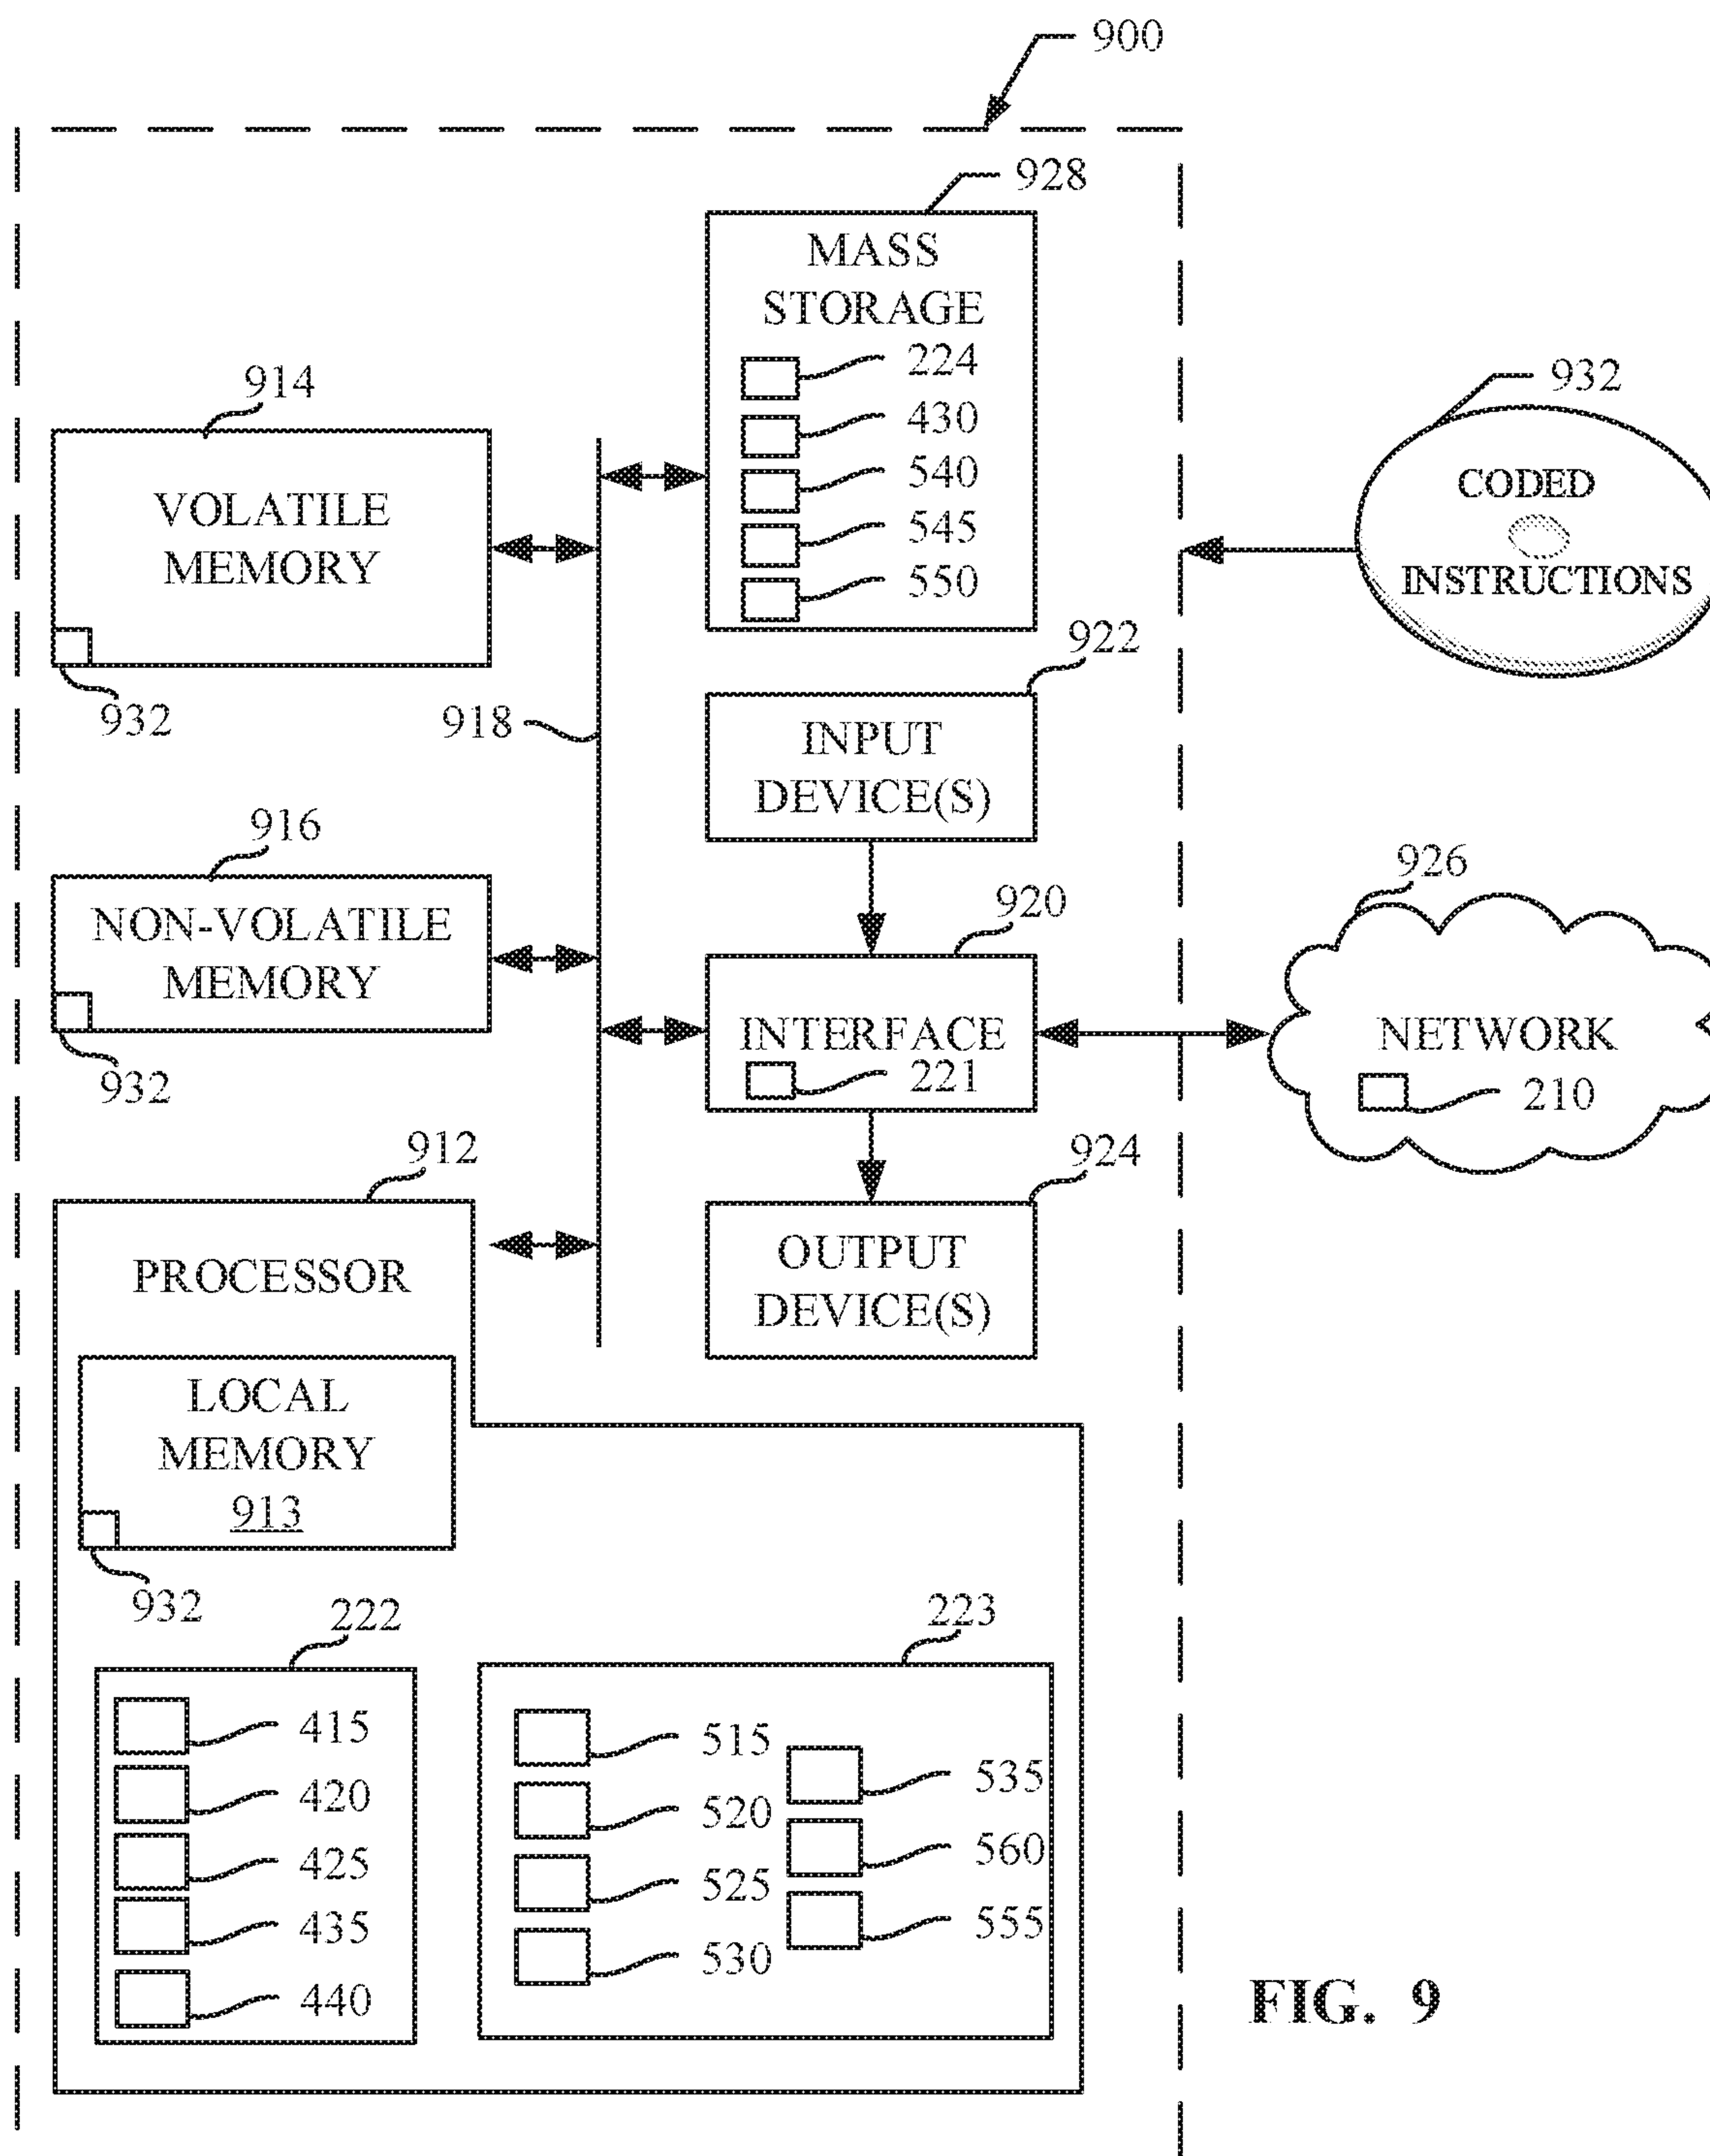 900
928
MASS
STORAGE
224
430
540
545
550
914
VOLATILE
MEMORY
932
918
932
CODED
INSTRUCTIONS
922
INPUT
DEVICE(S)
916
NON-VOLATILE
MEMORY
932
920
INTERFACE
221
926
NETWORK
210
912
PROCESSOR
924
OUTPUT
DEVICE(S)
LOCAL
MEMORY
913
932
222
415
420
425
435
440
223
515
520
525
530
535
560
555
FIG. 9